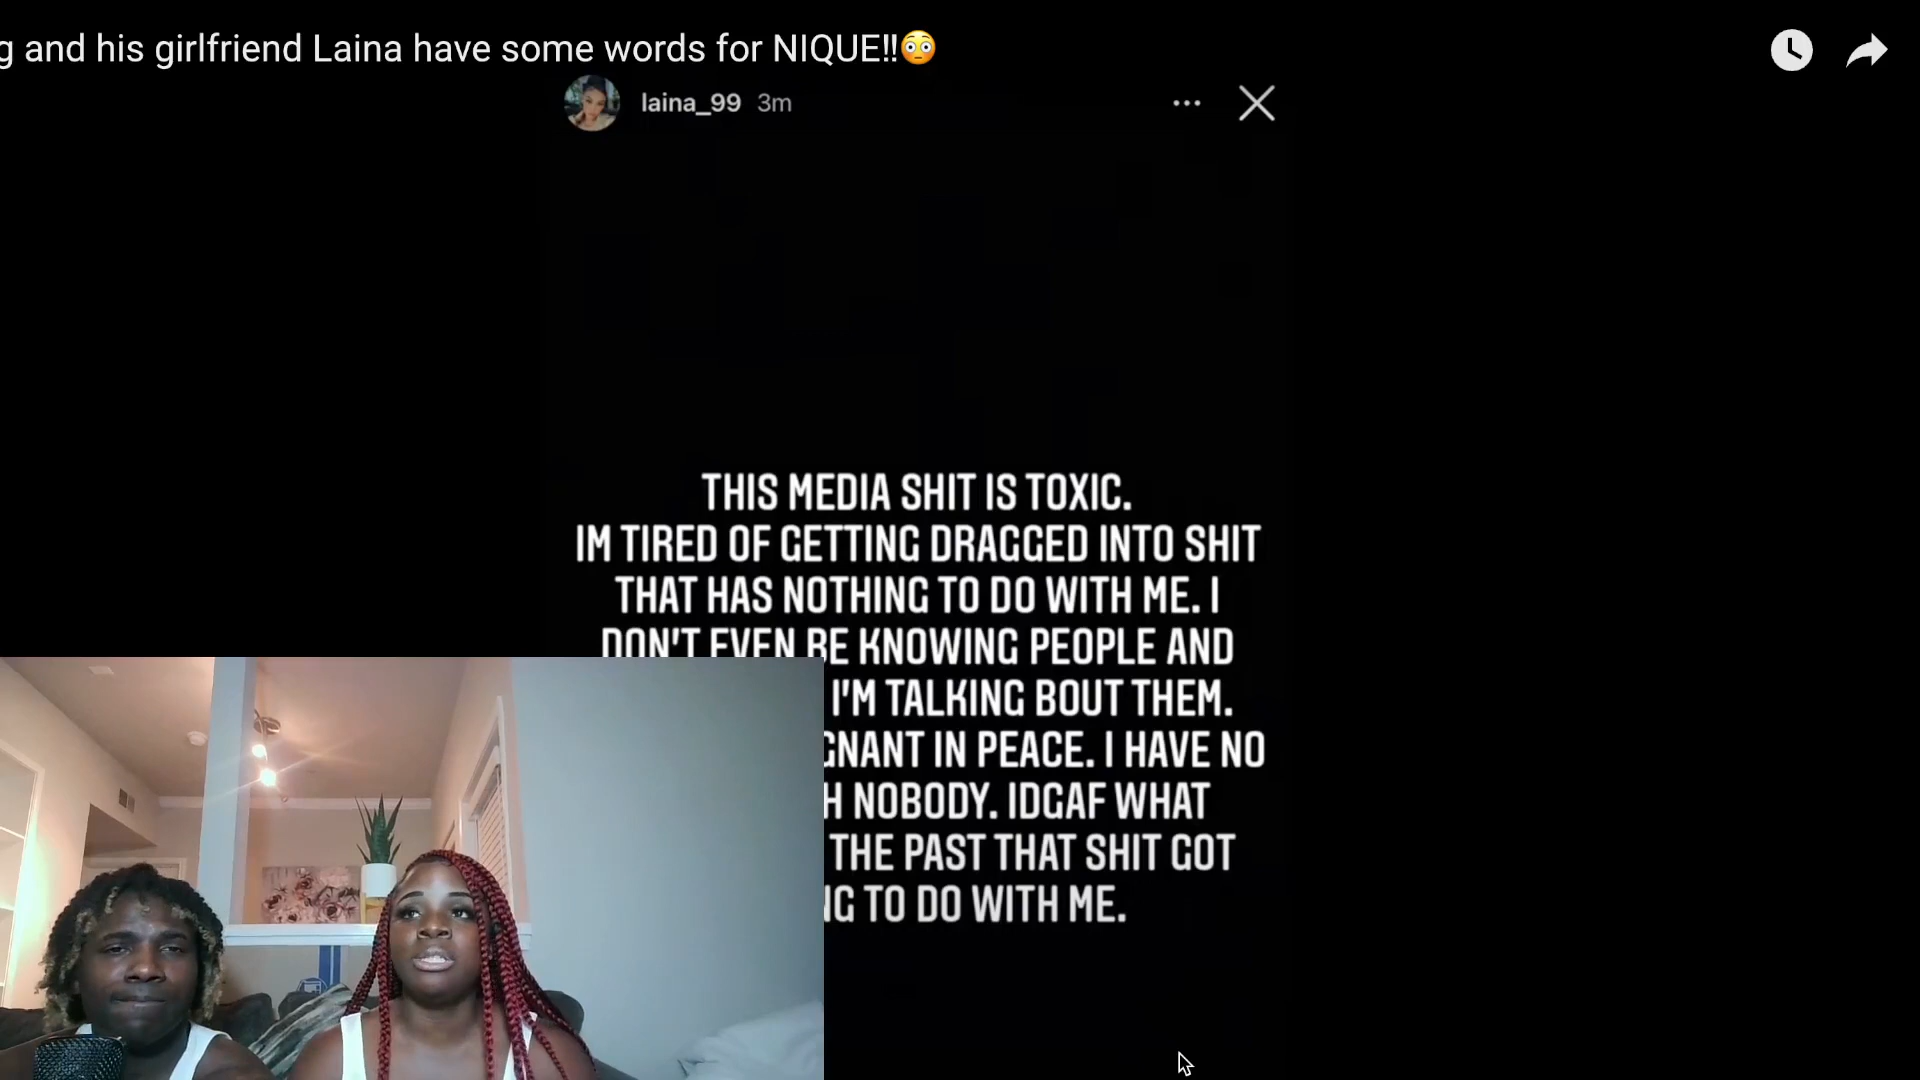 g and his girlfriend Laina have some words for NIQUE!!😳
laina_99 3m
THIS MEDIA SHIT IS TOXIC.
IM TIRED OF GETTING DRAGGED INTO SHIT
THAT HAS NOTHING TO DO WITH ME. I
DON'T EVEN BE KNOWING PEOPLE AND
I'M TALKING BOUT THEM.
GNANT IN PEACE. I HAVE NO
H NOBODY. IDGAF WHAT
THE PAST THAT SHIT GOT
NG TO DO WITH ME.